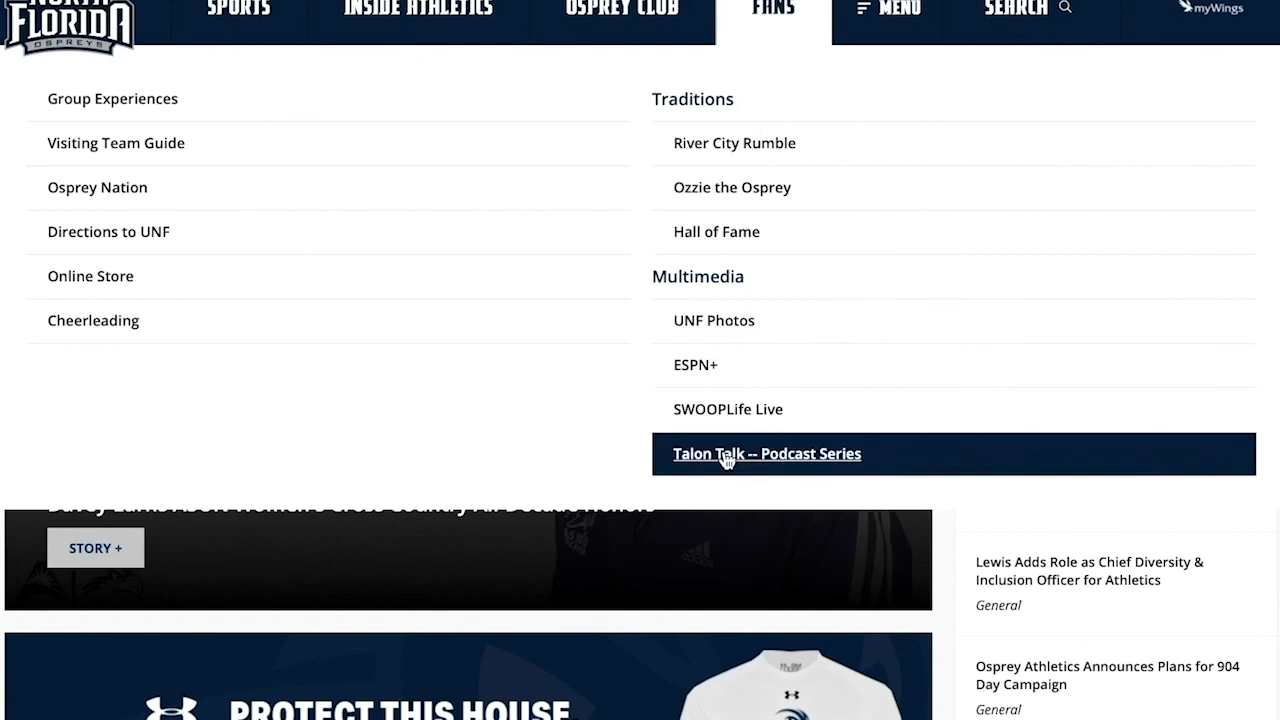 NORTH
FLORIDA
OSPREYS
SPORTS
INSIDE ATHLETICS
OSPREY CLUB
FANS
MENU
SEARCH
myWings
Group Experiences
Visiting Team Guide
Osprey Nation
Directions to UNF
Online Store
Cheerleading
Traditions
River City Rumble
Ozzie the Osprey
Hall of Fame
Multimedia
UNF Photos
ESPN+
SWOOPLife Live
Talon Talk -- Podcast Series
STORY +
adidas
PROTECT THIS HOUSE.
Lewis Adds Role as Chief Diversity &
Inclusion Officer for Athletics
General
Osprey Athletics Announces Plans for 904
Day Campaign
General